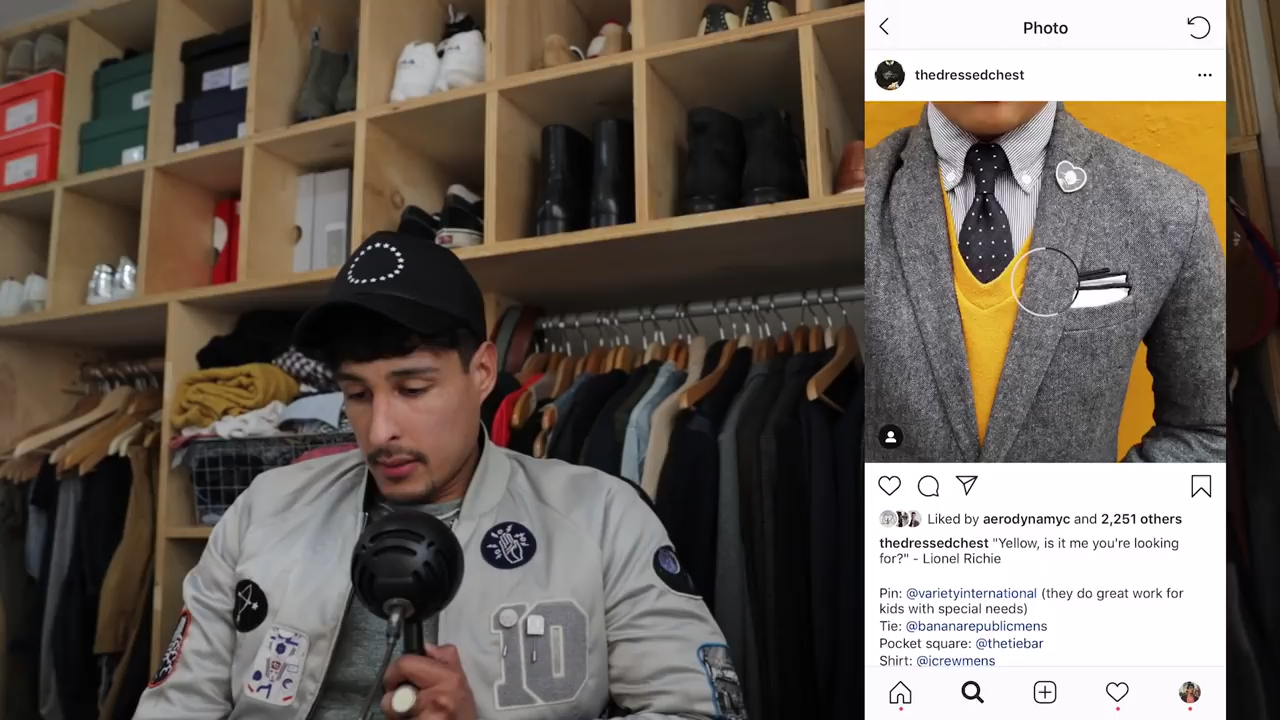 Photo
thedressedchest
Liked by aerodynamyc and 2,251 others
thedressedchest "Yellow, is it me you're looking
for?" - Lionel Richie
Pin: @varietyinternational (they do great work for
kids with special needs)
Tie: @bananarepublicmens
Pocket square: @thetiebar
Shirt: @jcrewmens
10